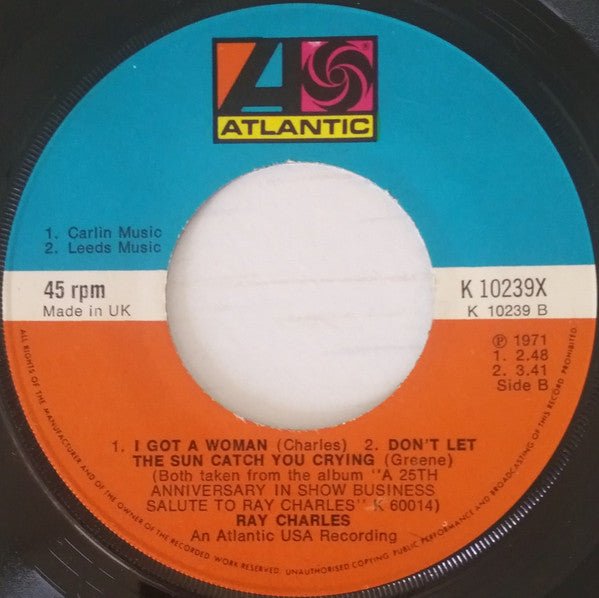 ATLANTIC
1. Carlin Music
2. Leeds Music
45 rpm
Made in UK
K 10239X
K 10239 B
℗ 1971
1. 2.48
2. 3.41
Side B
1. I GOT A WOMAN (Charles) 2. DON'T LET
THE SUN CATCH YOU CRYING (Greene)
(Both taken from the album "A 25TH
ANNIVERSARY IN SHOW BUSINESS
SALUTE TO RAY CHARLES" K 60014)
RAY CHARLES
An Atlantic USA Recording
ALL RIGHTS OF THE MANUFACTURER AND OF THE OWNER OF THE RECORDED WORK RESERVED. UNAUTHORISED COPYING PUBLIC PERFORMANCE AND BROADCASTING OF THIS RECORD PROHIBITED.